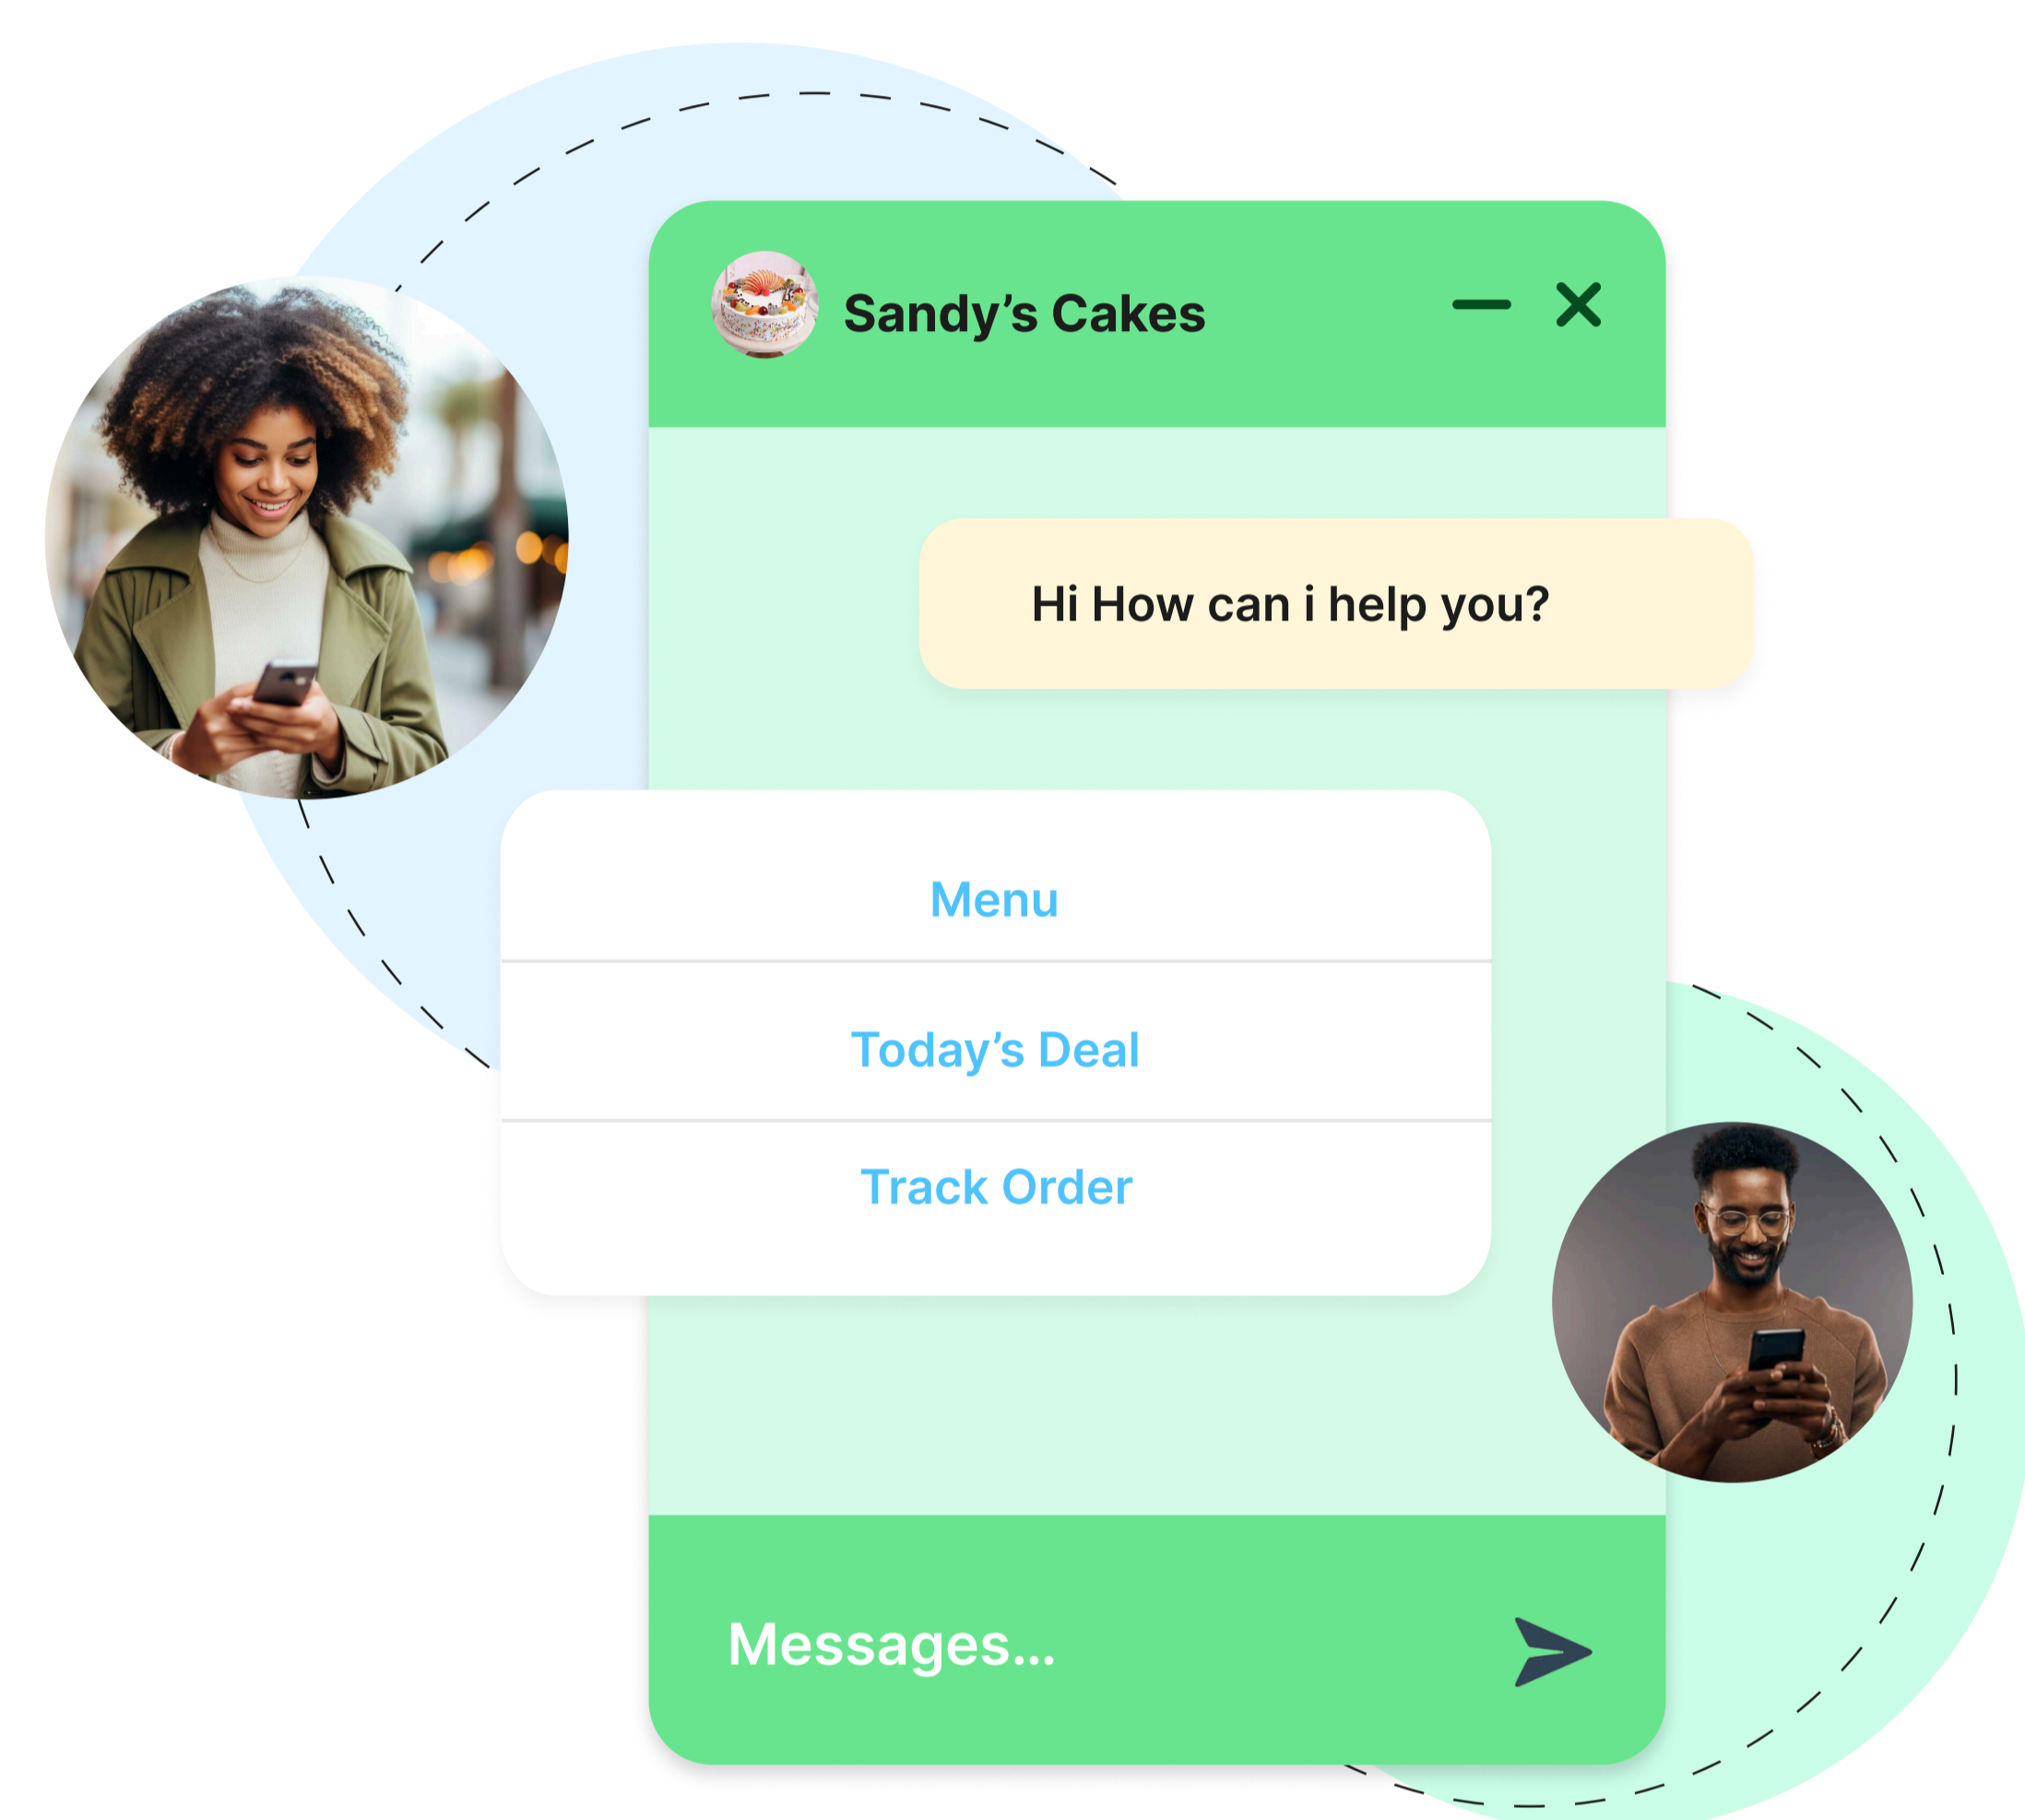 Sandy’s Cakes
Hi How can i help you?
Menu
Today’s Deal
Track Order
Messages...